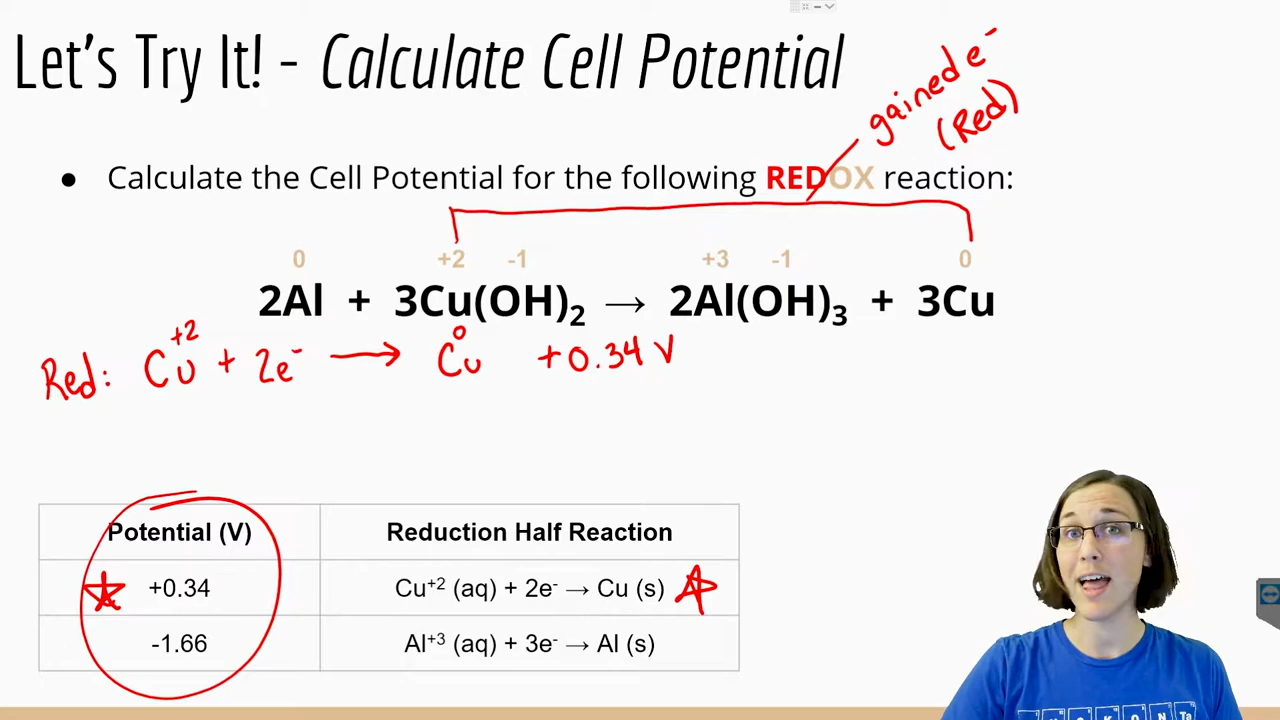 Let's Try It! - Calculate Cell Potential
gained e⁻
(Red)
● Calculate the Cell Potential for the following REDOX reaction:
0 +2 -1 +3 -1 0
2Al + 3Cu(OH)₂ → 2Al(OH)₃ + 3Cu
Red: Cu⁺² + 2e⁻ → Cu⁰ +0.34 V
Potential (V) Reduction Half Reaction
+0.34 Cu⁺² (aq) + 2e⁻ → Cu (s)
-1.66 Al⁺³ (aq) + 3e⁻ → Al (s)